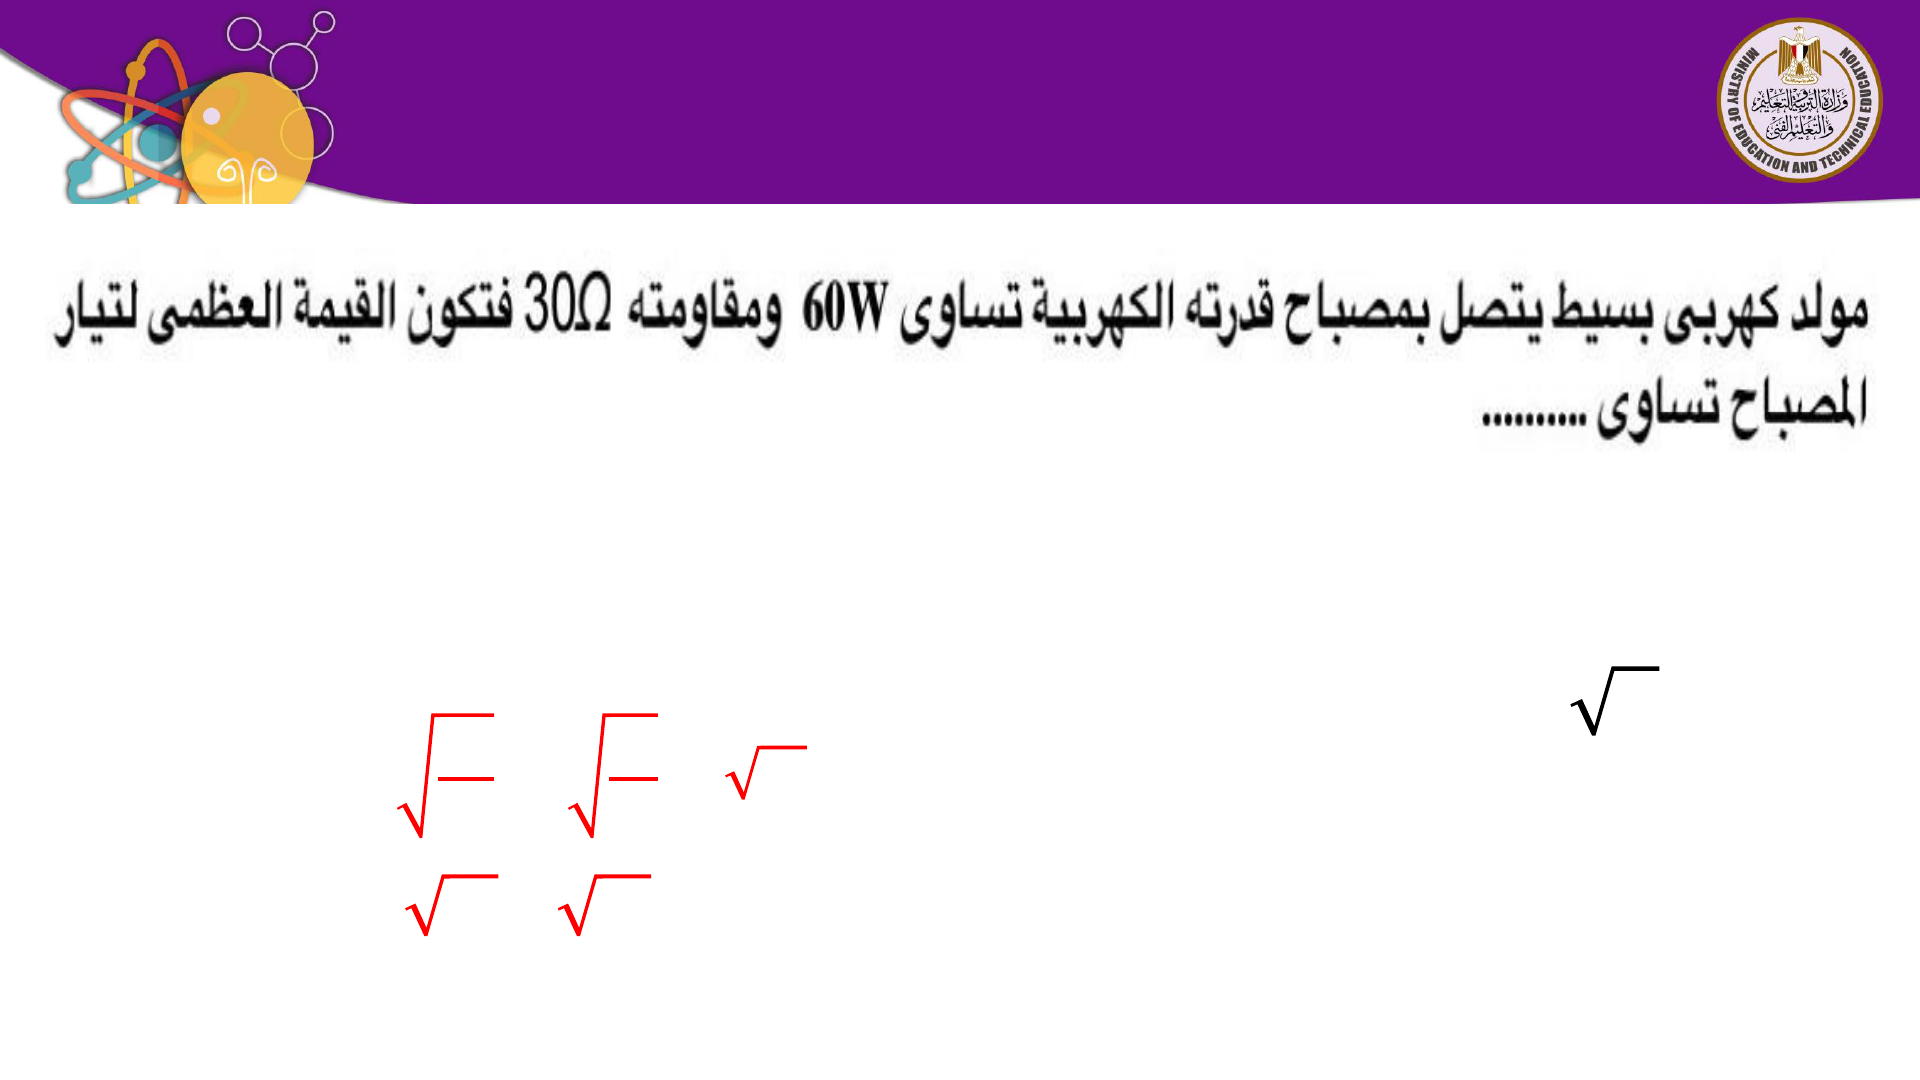 MINISTRY OF EDUCATION AND TECHNICAL EDUCATION
وزارة التربية والتعليم
والتعليم الفنى
مولد كهربى بسيط يتصل بمصباح قدرته الكهربية تساوى 60W ومقاومته 30Ω فتكون القيمة العظمى لتيار
المصباح تساوى ..........
√
√ √ √
√ √